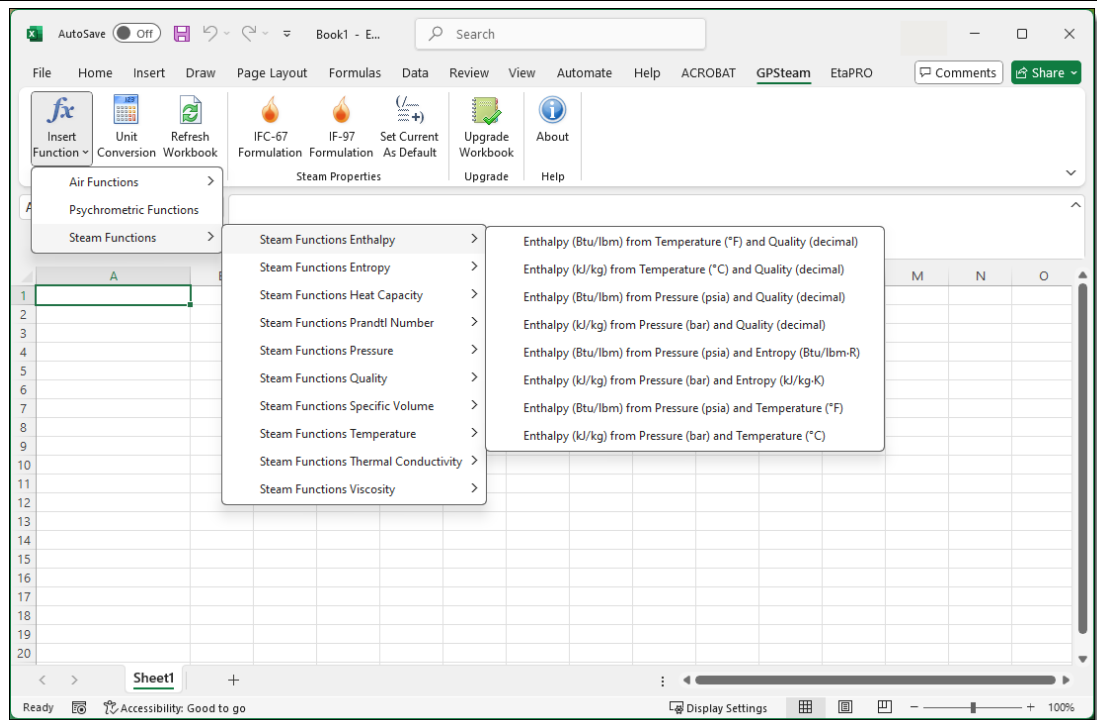 AutoSave Off Book1 - E... Search
File Home Insert Draw Page Layout Formulas Data Review View Automate Help ACROBAT GPSteam EtaPRO Comments Share
Insert Function
Unit Conversion
Refresh Workbook
IFC-67 Formulation
IF-97 Formulation
Set Current As Default
Upgrade Workbook
About
Steam Properties Upgrade Help
Air Functions
Psychrometric Functions
Steam Functions
Steam Functions Enthalpy
Steam Functions Entropy
Steam Functions Heat Capacity
Steam Functions Prandtl Number
Steam Functions Pressure
Steam Functions Quality
Steam Functions Specific Volume
Steam Functions Temperature
Steam Functions Thermal Conductivity
Steam Functions Viscosity
Enthalpy (Btu/lbm) from Temperature (°F) and Quality (decimal)
Enthalpy (kJ/kg) from Temperature (°C) and Quality (decimal)
Enthalpy (Btu/lbm) from Pressure (psia) and Quality (decimal)
Enthalpy (kJ/kg) from Pressure (bar) and Quality (decimal)
Enthalpy (Btu/lbm) from Pressure (psia) and Entropy (Btu/lbm·R)
Enthalpy (kJ/kg) from Pressure (bar) and Entropy (kJ/kg·K)
Enthalpy (Btu/lbm) from Pressure (psia) and Temperature (°F)
Enthalpy (kJ/kg) from Pressure (bar) and Temperature (°C)
A M N O
1
2
3
4
5
6
7
8
9
10
11
12
13
14
15
16
17
18
19
20
Sheet1
Ready Accessibility: Good to go Display Settings 100%